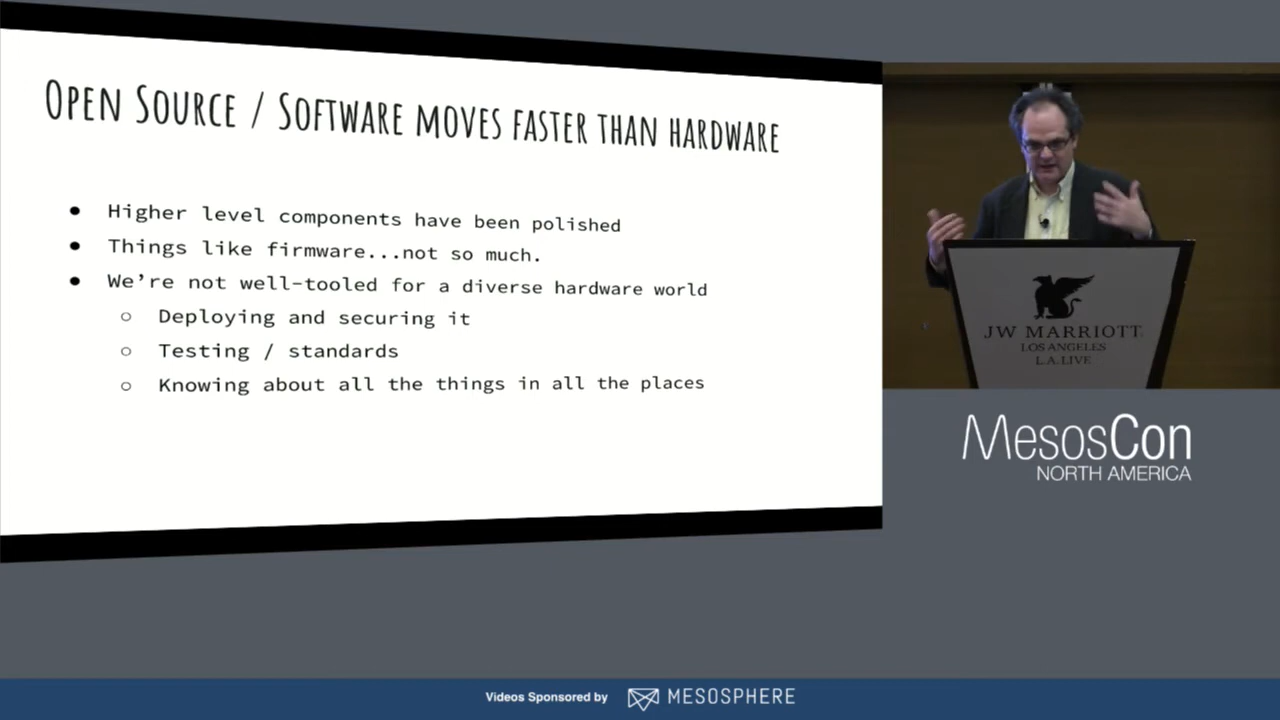 OPEN SOURCE / SOFTWARE MOVES FASTER THAN HARDWARE
● Higher level components have been polished
● Things like firmware...not so much.
● We're not well-tooled for a diverse hardware world
○ Deploying and securing it
○ Testing / standards
○ Knowing about all the things in all the places
JW MARRIOTT
LOS ANGELES
L.A. LIVE
MesosCon
NORTH AMERICA
Videos Sponsored by MESOSPHERE